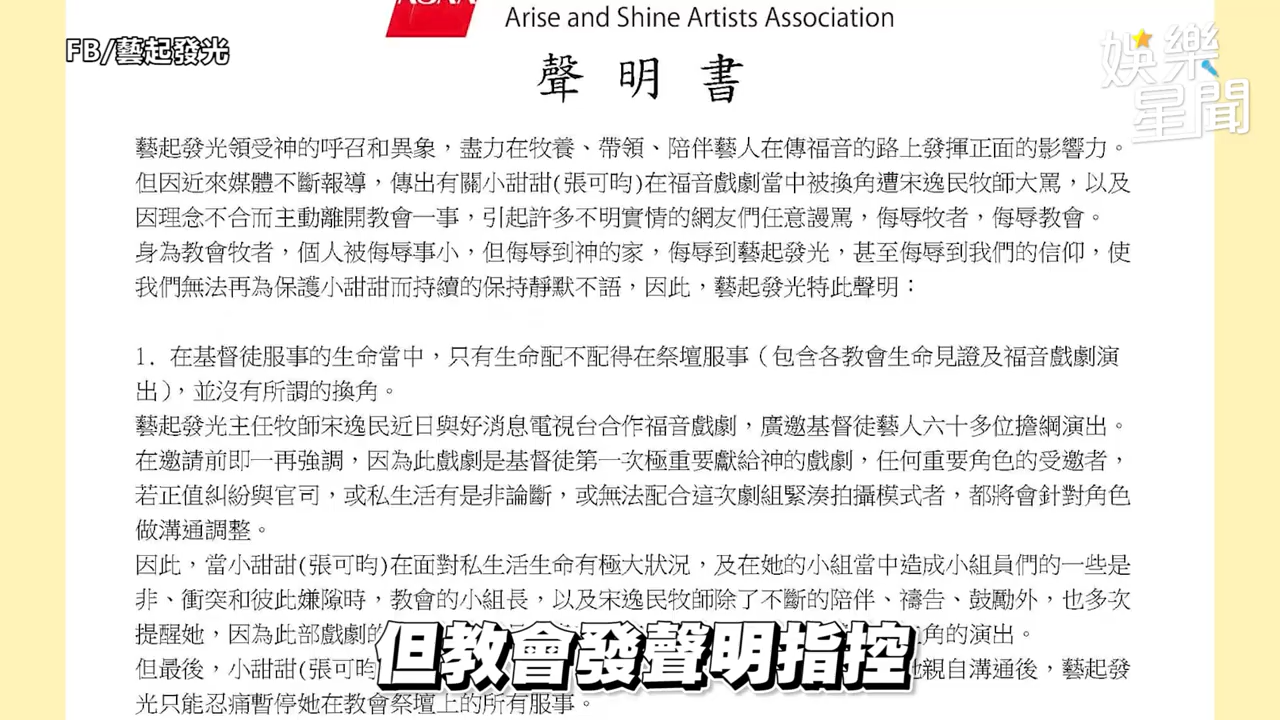 Arise and Shine Artists Association
FB/藝起發光
娛樂
星聞
聲明書
藝起發光領受神的呼召和異象，盡力在牧養、帶領、陪伴藝人在傳福音的路上發揮正面的影響力。
但因近來媒體不斷報導，傳出有關小甜甜(張可昀)在福音戲劇當中被換角遭宋逸民牧師大罵，以及
因理念不合而主動離開教會一事，引起許多不明實情的網友們任意謾罵，侮辱牧者，侮辱教會。
身為教會牧者，個人被侮辱事小，但侮辱到神的家，侮辱到藝起發光，甚至侮辱到我們的信仰，使
我們無法再為保護小甜甜而持續的保持靜默不語，因此，藝起發光特此聲明：
1. 在基督徒服事的生命當中，只有生命配不配得在祭壇服事（包含各教會生命見證及福音戲劇演
出），並沒有所謂的換角。
藝起發光主任牧師宋逸民近日與好消息電視台合作福音戲劇，廣邀基督徒藝人六十多位擔綱演出。
在邀請前即一再強調，因為此戲劇是基督徒第一次極重要獻給神的戲劇，任何重要角色的受邀者，
若正值糾紛與官司，或私生活有是非論斷，或無法配合這次劇組緊湊拍攝模式者，都將會針對角色
做溝通調整。
因此，當小甜甜(張可昀)在面對私生活生命有極大狀況，及在她的小組當中造成小組員們的一些是
非、衝突和彼此嫌隙時，教會的小組長，以及宋逸民牧師除了不斷的陪伴、禱告、鼓勵外，也多次
提醒她，因為此部戲劇的
角的演出。
但最後，小甜甜(張可
親自溝通後，藝起發
光只能忍痛暫停她在教會祭壇上的所有服事。
但教會發聲明指控